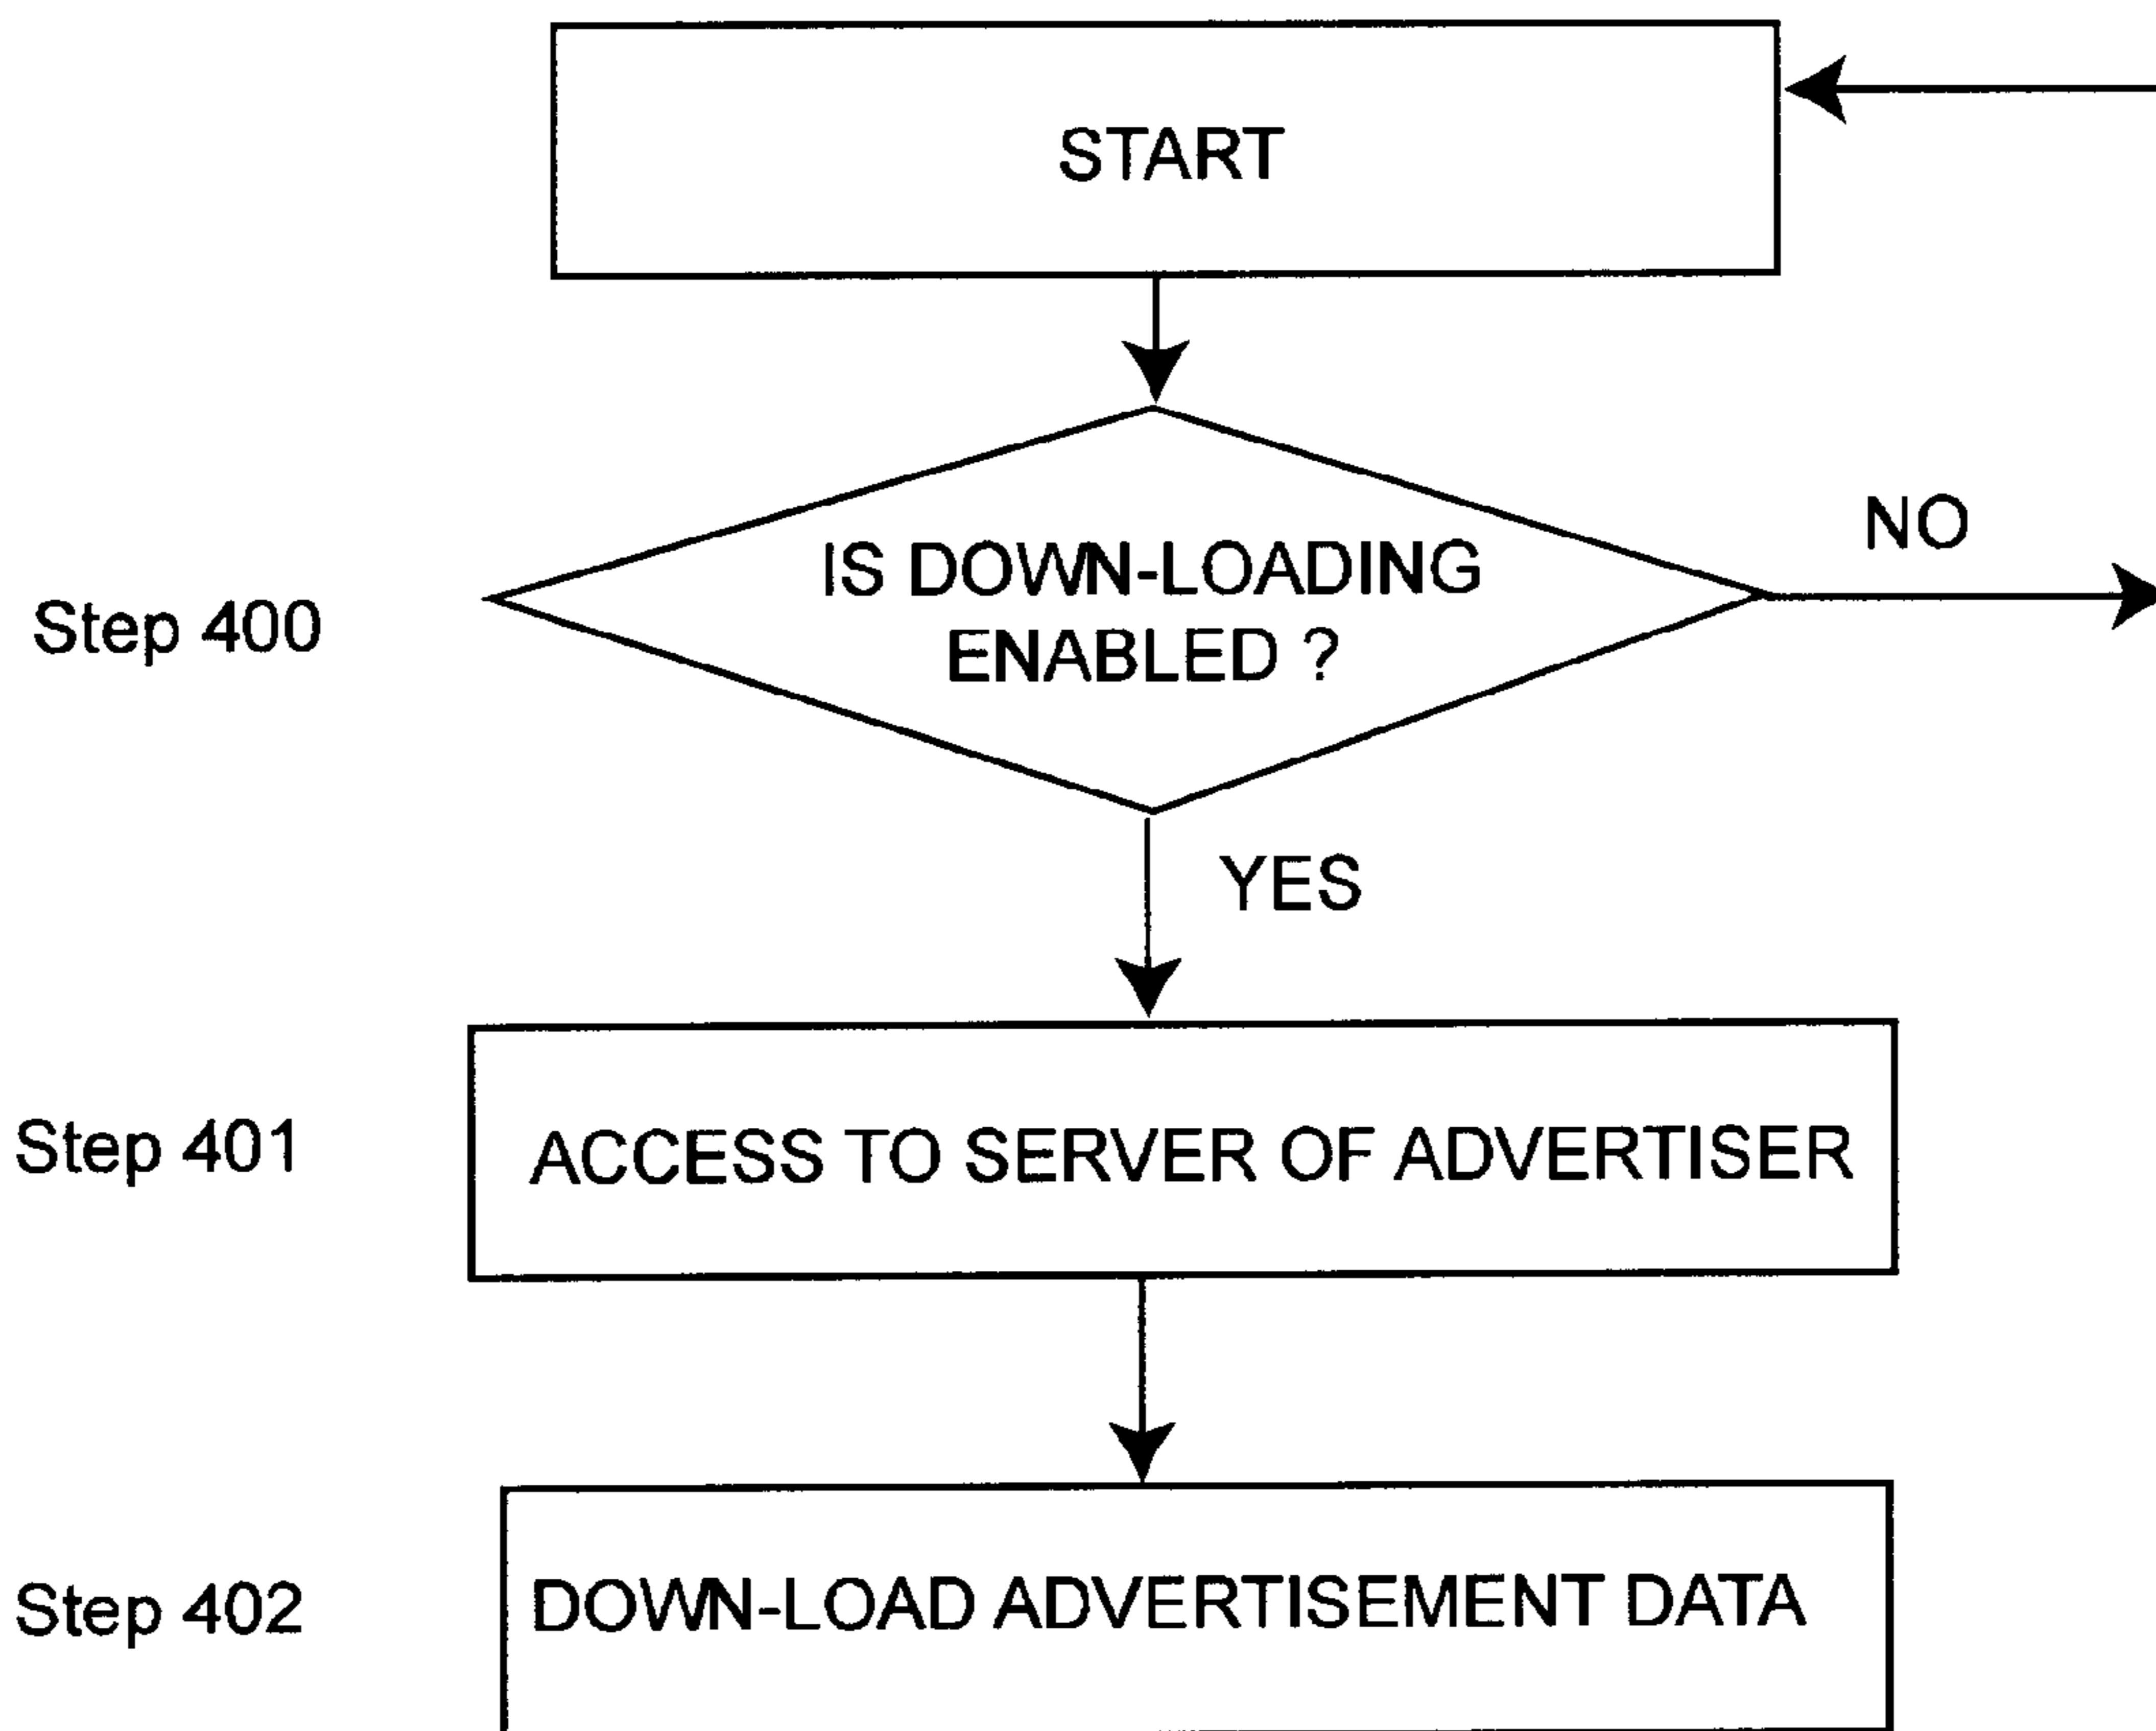 START
IS DOWN-LOADING
ENABLED ?
NO
Step 400
YES
Step 401
ACCESS TO SERVER OF ADVERTISER
Step 402
DOWN-LOAD ADVERTISEMENT DATA